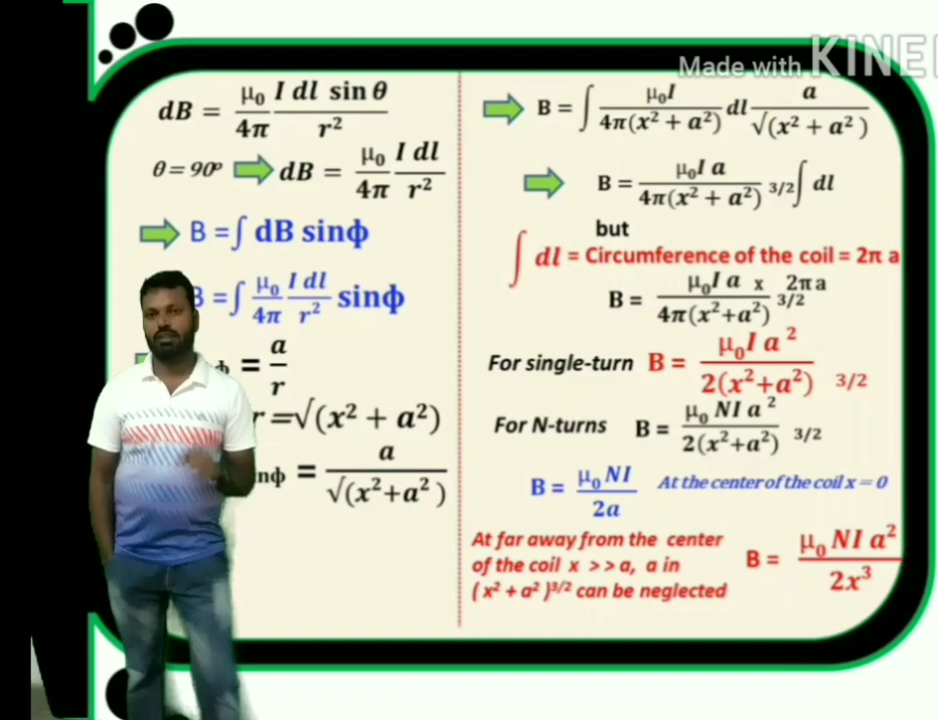 Made with KINE
dB = μ₀/4π I dl sin θ/r²
θ = 90° ⇒ dB = μ₀/4π I dl/r²
⇒ B = ∫ dB sinϕ
B = ∫ μ₀/4π I dl/r² sinϕ
ϕ = a/r
r = √(x² + a²)
nϕ = a/√(x²+a²)
⇒ B = ∫ μ₀I/4π(x² + a²) dl a/√(x² + a²)
⇒ B = μ₀I a/4π(x² + a²) 3/2 ∫ dl
but
∫ dl = Circumference of the coil = 2π a
B = μ₀I a x 2π a/4π(x²+a²) 3/2
For single-turn B = μ₀I a²/2(x²+a²) 3/2
For N-turns B = μ₀ NI a²/2(x²+a²) 3/2
B = μ₀ NI/2a At the center of the coil x = 0
At far away from the center
of the coil x >> a, a in
(x² + a²)³/² can be neglected
B = μ₀ NI a²/2x³